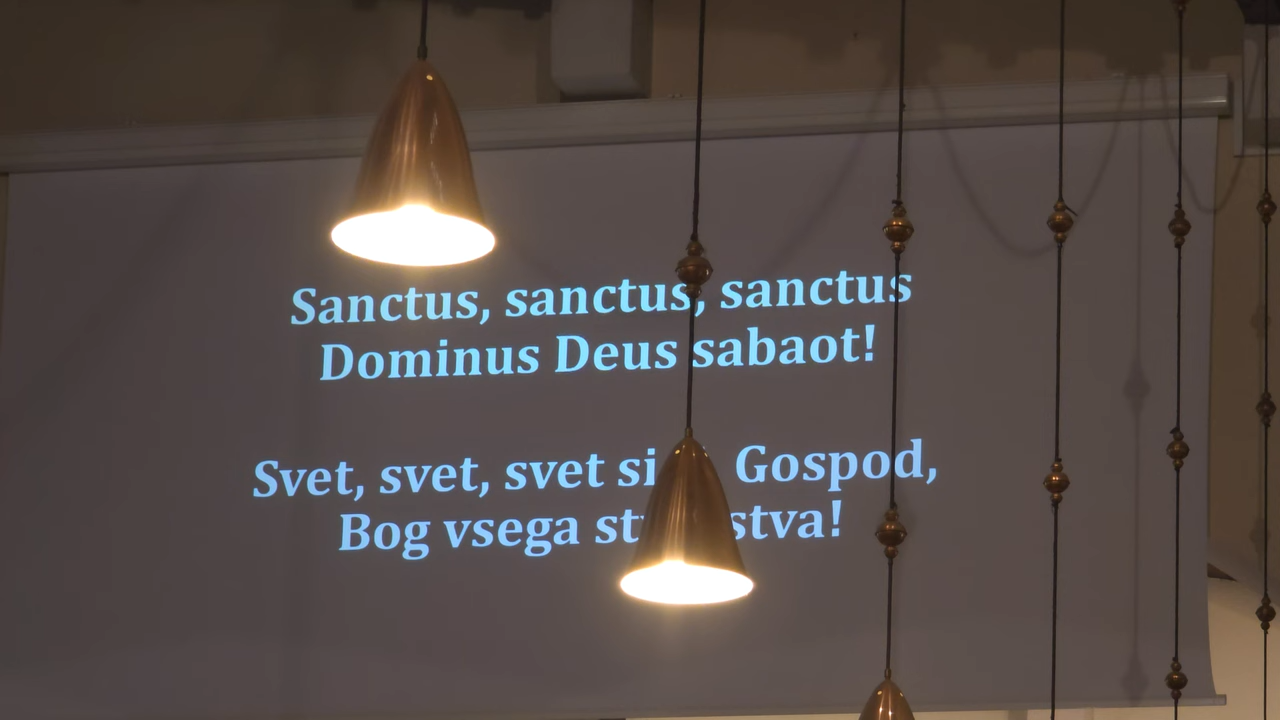 Sanctus, sanctus, sanctus
Dominus Deus sabaot!
Svet, svet, svet si Gospod,
Bog vsega